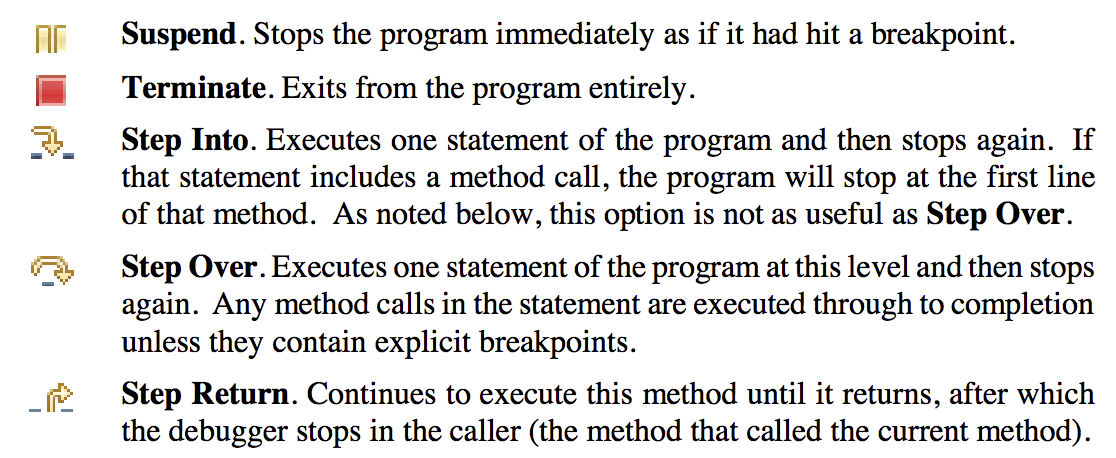 Suspend. Stops the program immediately as if it had hit a breakpoint.
Terminate. Exits from the program entirely.
Step Into. Executes one statement of the program and then stops again. If
that statement includes a method call, the program will stop at the first line
of that method. As noted below, this option is not as useful as Step Over.
Step Over. Executes one statement of the program at this level and then stops
again. Any method calls in the statement are executed through to completion
unless they contain explicit breakpoints.
Step Return. Continues to execute this method until it returns, after which
the debugger stops in the caller (the method that called the current method).